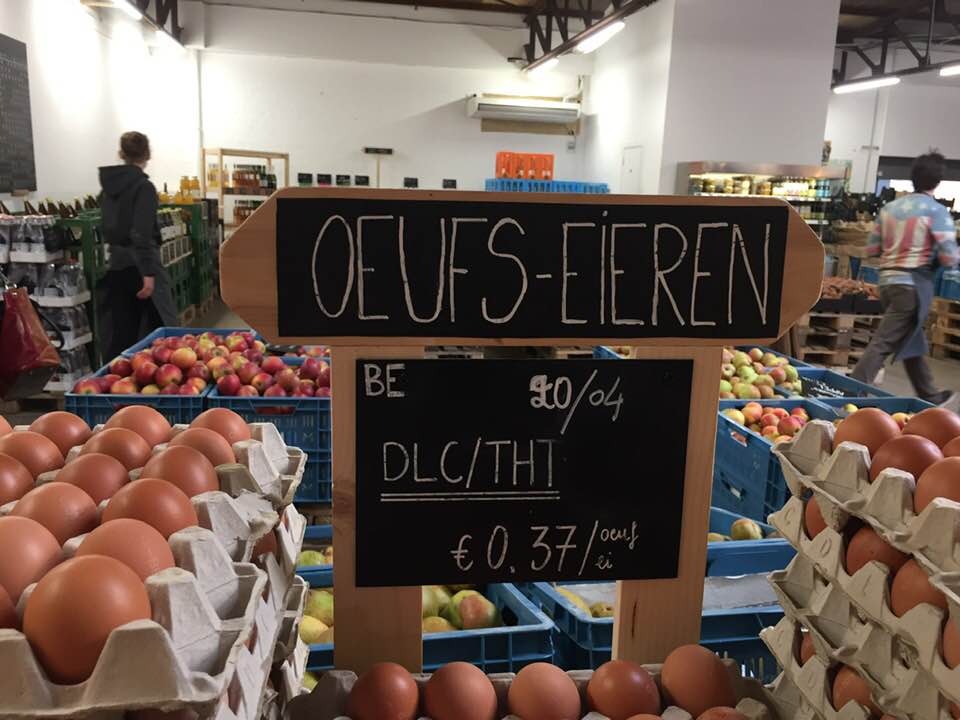 OEUFS-EIEREN
BE 20/04
DLC/THT
€ 0.37/oeuf
ei